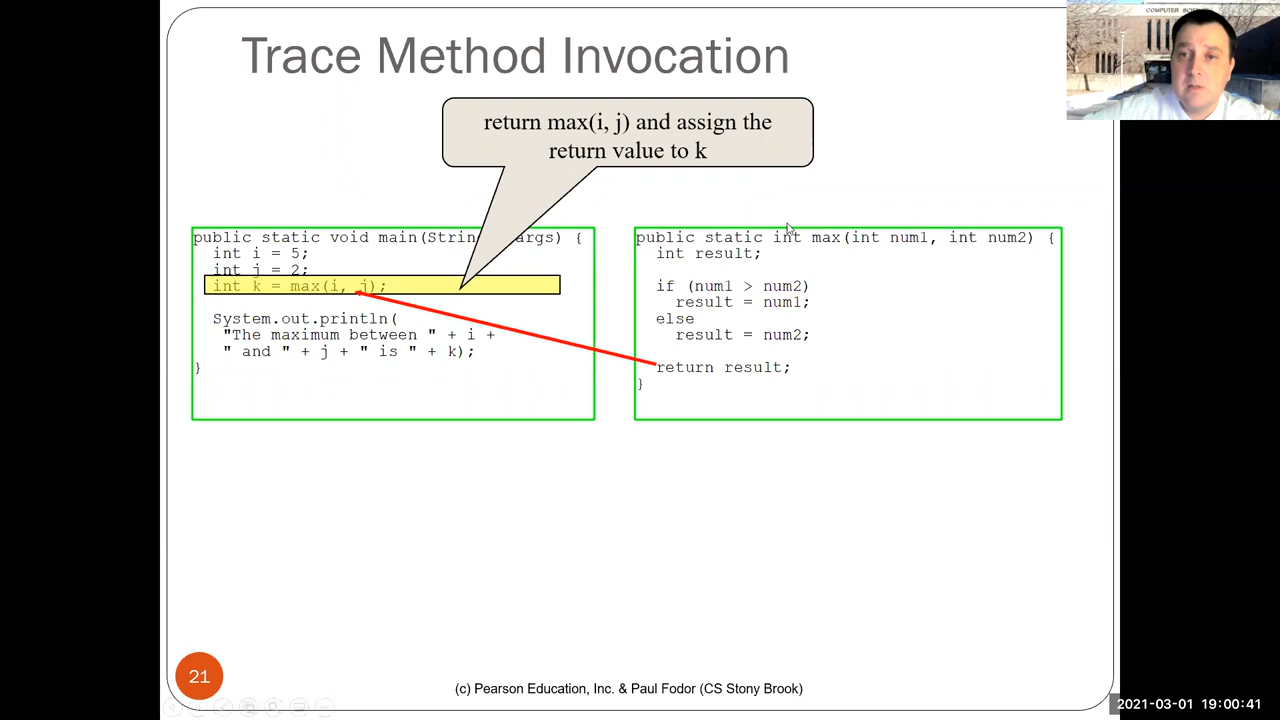 COMPUTER SCIE
Trace Method Invocation
return max(i, j) and assign the
return value to k
public static void main(String args) {
int i = 5;
int j = 2;
int k = max(i, j);
System.out.println(
"The maximum between " + i +
" and " + j + " is " + k);
}
public static int max(int num1, int num2) {
int result;
if (num1 > num2)
result = num1;
else
result = num2;
return result;
}
21
(c) Pearson Education, Inc. & Paul Fodor (CS Stony Brook)
2021-03-01 19:00:41